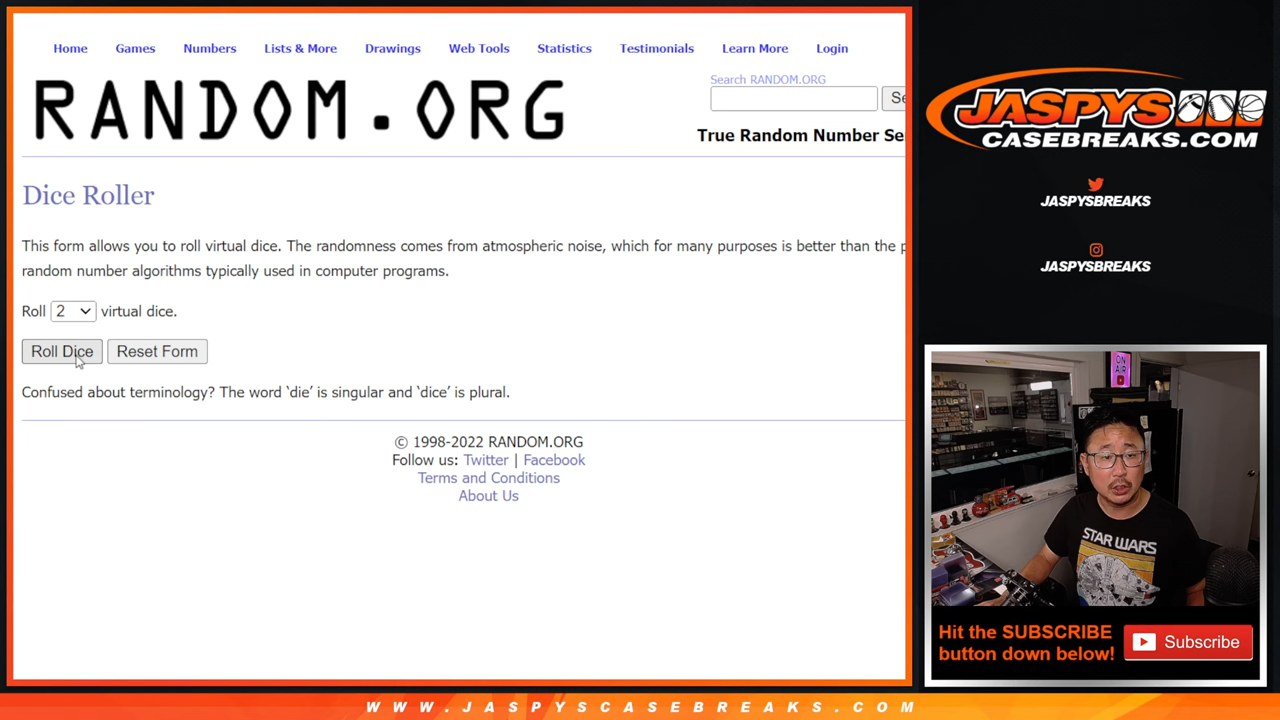 Home Games Numbers Lists & More Drawings Web Tools Statistics Testimonials Learn More Login
RANDOM.ORG
Search RANDOM.ORG
Se
True Random Number Se
Dice Roller
This form allows you to roll virtual dice. The randomness comes from atmospheric noise, which for many purposes is better than the p
random number algorithms typically used in computer programs.
Roll 2 virtual dice.
Roll Dice Reset Form
Confused about terminology? The word ‘die’ is singular and ‘dice’ is plural.
© 1998-2022 RANDOM.ORG
Follow us: Twitter | Facebook
Terms and Conditions
About Us
JASPYS
CASEBREAKS.COM
JASPYSBREAKS
JASPYSBREAKS
ON
AIR
STAR WARS
Hit the SUBSCRIBE
button down below!
Subscribe
WWW.JASPYSCASEBREAKS.COM